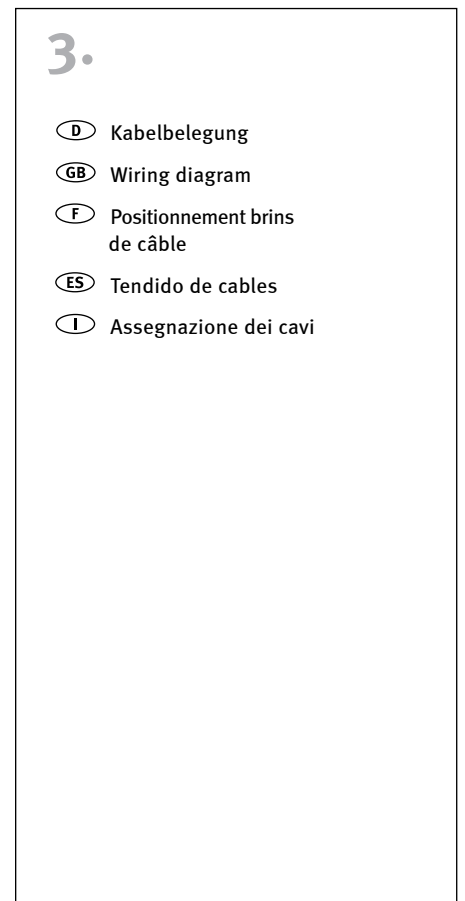 3.
D Kabelbelegung
GB Wiring diagram
F Positionnement brins
de câble
ES Tendido de cables
I Assegnazione dei cavi